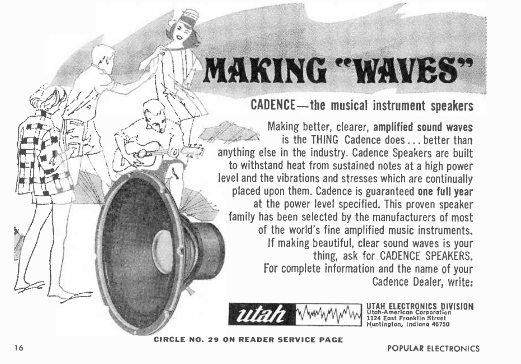 MAKING "WAVES"
CADENCE—the musical instrument speakers
Making better, clearer, amplified sound waves
is the THING Cadence does . . . better than
anything else in the industry. Cadence Speakers are built
to withstand heat from sustained notes at a high power
level and the vibrations and stresses which are continually
placed upon them. Cadence is guaranteed one full year
at the power level specified. This proven speaker
family has been selected by the manufacturers of most
of the world's fine amplified music instruments.
If making beautiful, clear sound waves is your
thing, ask for CADENCE SPEAKERS.
For complete information and the name of your
Cadence Dealer, write:
utah
UTAH ELECTRONICS DIVISION
Utah-American Corporation
1124 East Franklin Street
Huntington, Indiana 46750
CIRCLE NO. 29 ON READER SERVICE PAGE
16
POPULAR ELECTRONICS